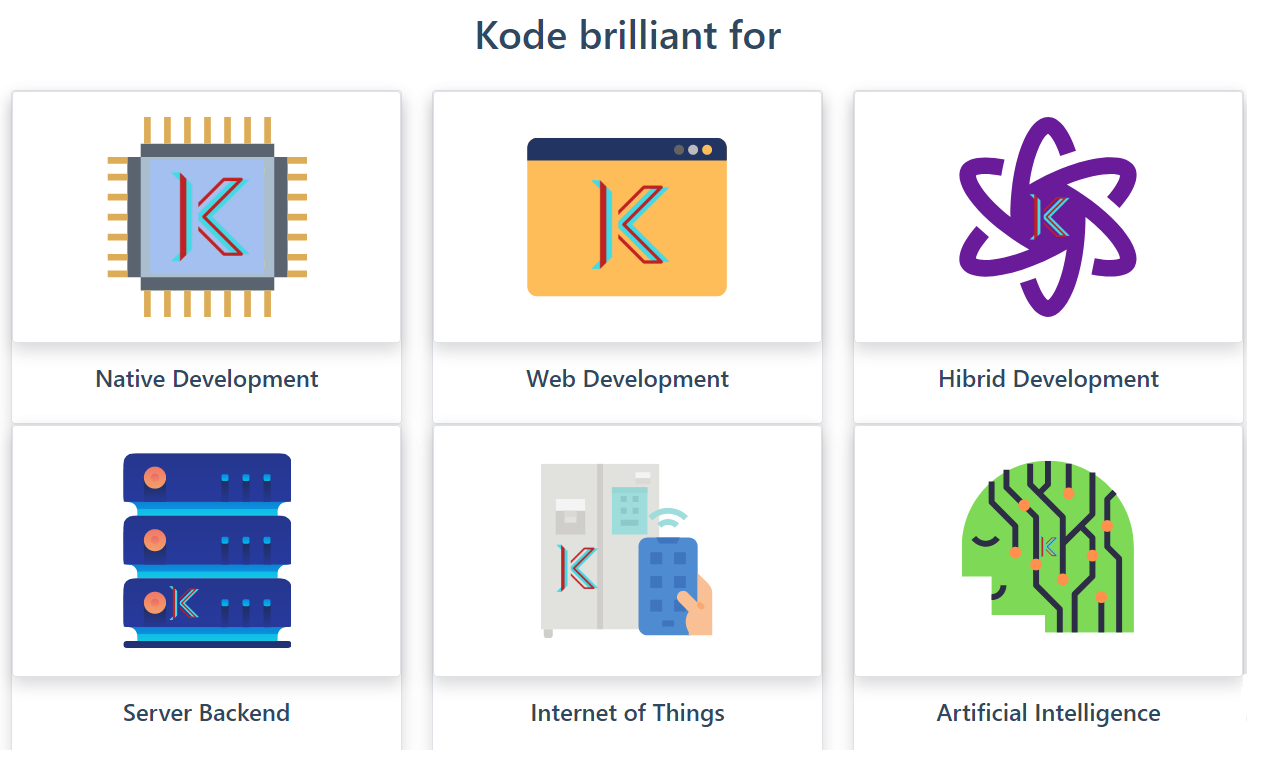 Kode brilliant for
K
K
K
Native Development
Web Development
Hibrid Development
K
K
K
Server Backend
Internet of Things
Artificial Intelligence